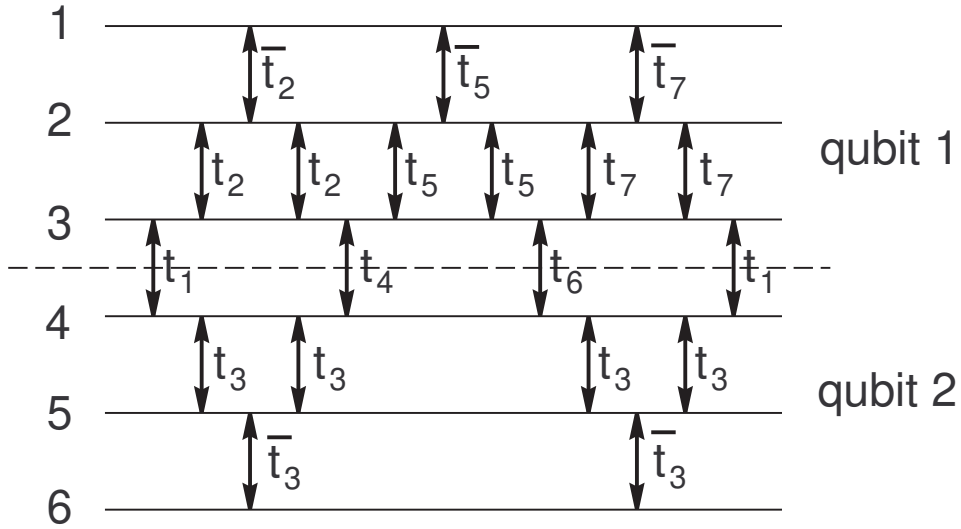 1
t̅2 t̅5 t̅7
2
qubit 1
t2 t2 t5 t5 t7 t7
3
t1 t4 t6 t1
4
t3 t3 t3 t3
qubit 2
5
t̅3 t̅3
6